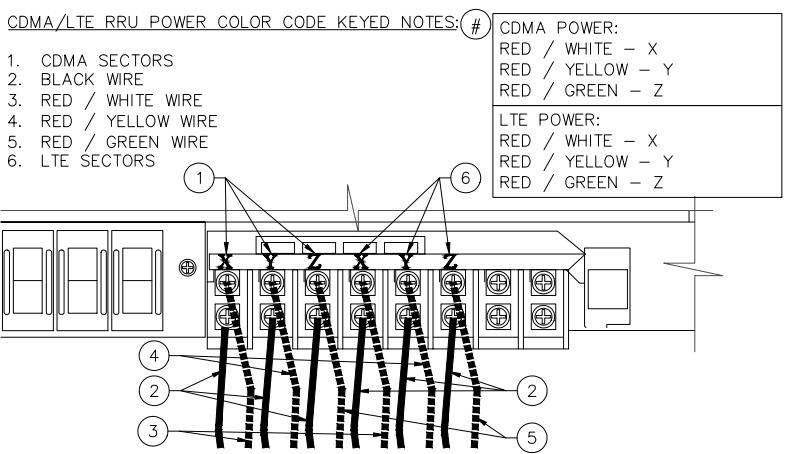 CDMA/LTE RRU POWER COLOR CODE KEYED NOTES: #
1. CDMA SECTORS
2. BLACK WIRE
3. RED / WHITE WIRE
4. RED / YELLOW WIRE
5. RED / GREEN WIRE
6. LTE SECTORS
CDMA POWER:
RED / WHITE – X
RED / YELLOW – Y
RED / GREEN – Z
LTE POWER:
RED / WHITE – X
RED / YELLOW – Y
RED / GREEN – Z
1 6
X Y Z X Y Z
4
2 2
3 5